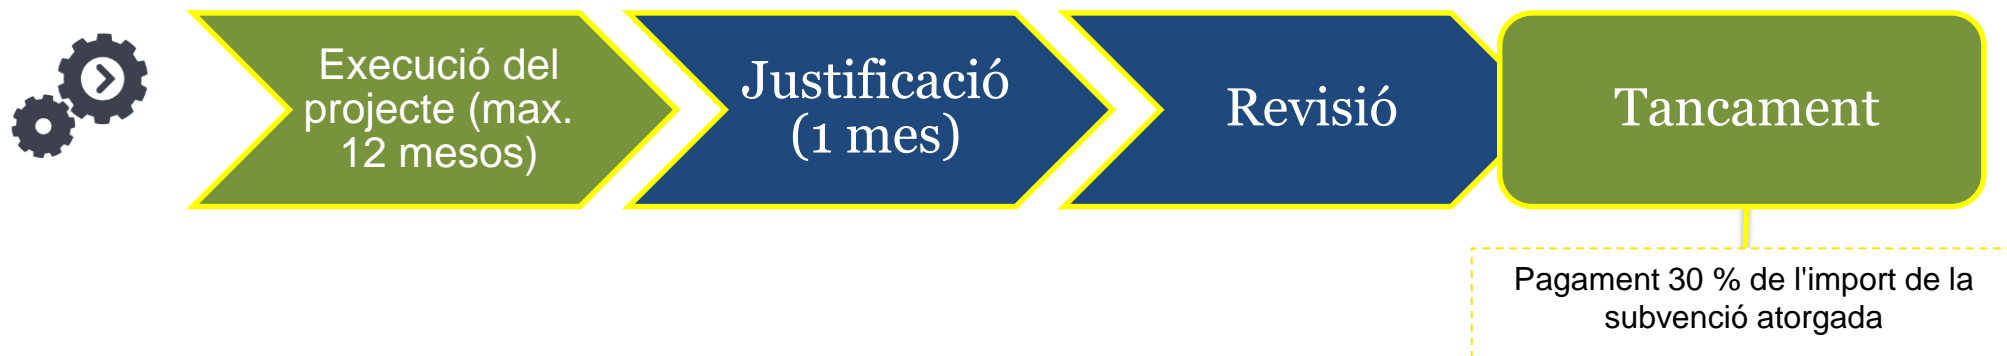 Execució del
projecte (max.
12 mesos)
Justificació
(1 mes)
Revisió
Tancament
Pagament 30 % de l'import de la
subvenció atorgada